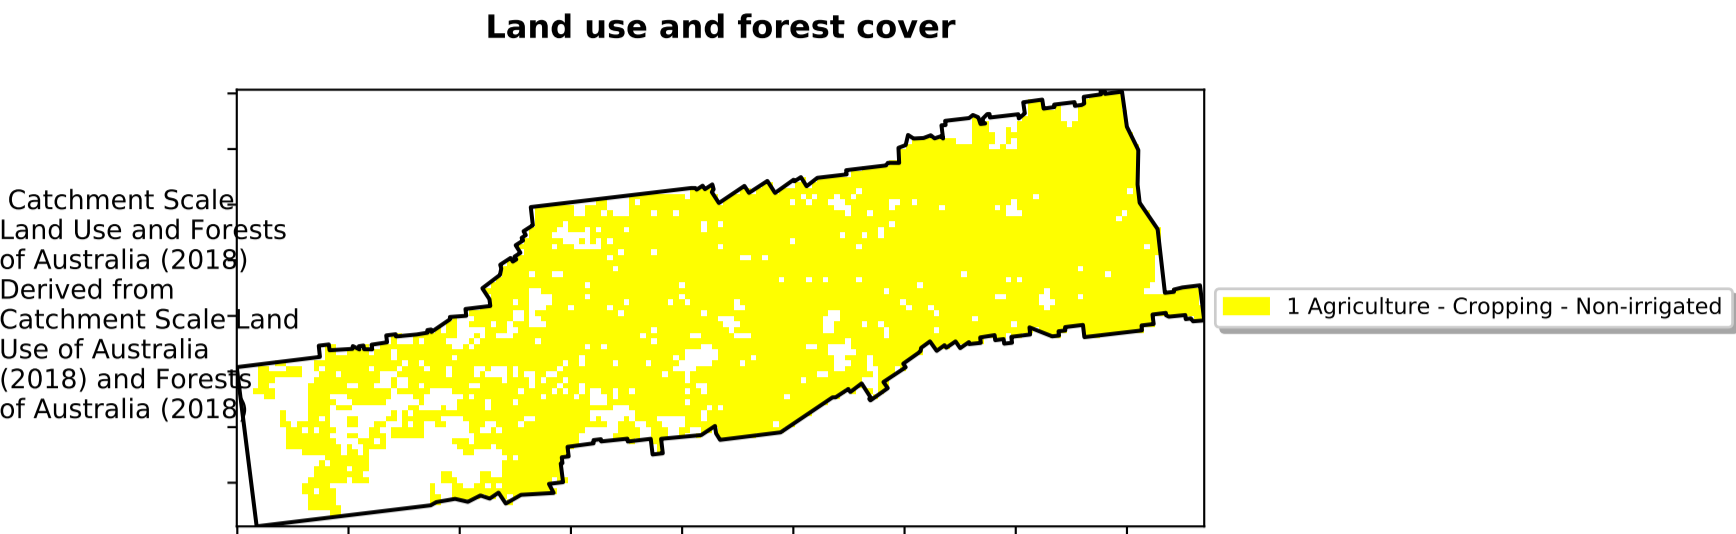 Land use and forest cover
Catchment Scale
Land Use and Forests
of Australia (2018)
Derived from
Catchment Scale Land
Use of Australia
(2018) and Forests
of Australia (2018)
1 Agriculture - Cropping - Non-irrigated